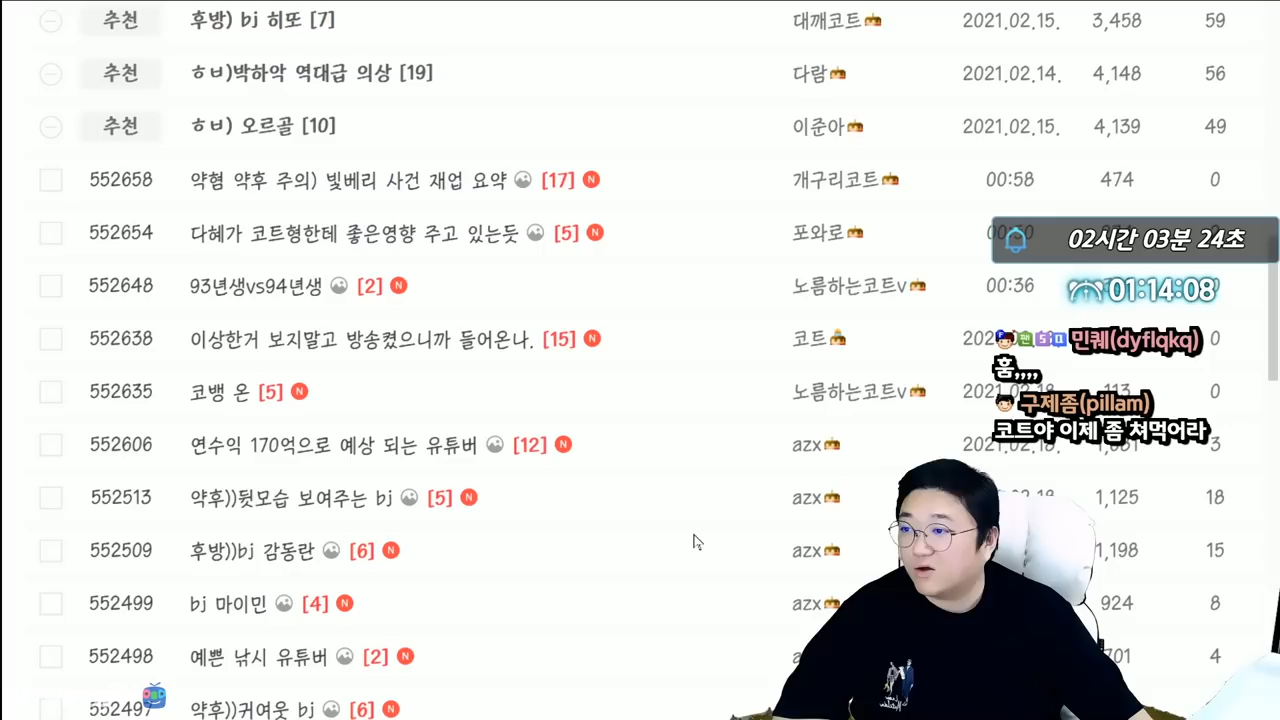 추천 후방) bj 히또 [7] 대깨코트 2021.02.15. 3,458 59
추천 ㅎㅂ)박하악 역대급 의상 [19] 다람 2021.02.14. 4,148 56
추천 ㅎㅂ) 오르골 [10] 이준아 2021.02.15. 4,139 49
552658 약혐 약후 주의) 빛베리 사건 재업 요약 [17] N 개구리코트 00:58 474 0
552654 다혜가 코트형한테 좋은영향 주고 있는듯 [5] N 포와로
02시간 03분 24초
552648 93년생vs94년생 [2] N 노름하는코트v 00:36
01:14:08
552638 이상한거 보지말고 방송켰으니까 들어온나. [15] N 코트 0
팬 민퀘(dyflqkq)
훔,,,,
552635 코뱅 온 [5] N 노름하는코트v 2021.02.18. 113 0
구제좀(pillam)
코트야 이제 좀 쳐먹어라
552606 연수익 170억으로 예상 되는 유튜버 [12] N azx 3
552513 약후))뒷모습 보여주는 bj [5] N azx 1,125 18
552509 후방))bj 감동란 [6] N azx 1,198 15
552499 bj 마이민 [4] N azx 924 8
552498 예쁜 낚시 유튜버 [2] N 701 4
552497 약후))커여웃 bj [6] N